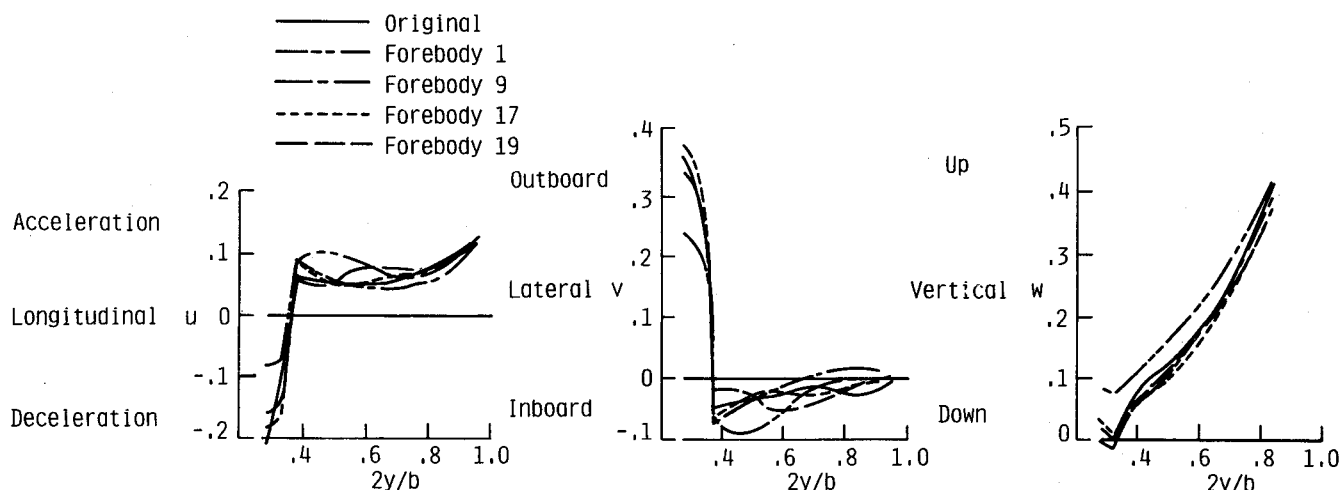 Original
Forebody 1
Forebody 9
Forebody 17
Forebody 19
.2
Acceleration
.1
Longitudinal u 0
-.1
Deceleration
-.2
.4 .6 .8 1.0
2y/b
.4
Outboard
.3
.2
Lateral v
.1
0
Inboard
-.1
.4 .6 .8 1.0
2y/b
.5
Up
.4
.3
Vertical w
.2
.1
Down
0
.4 .6 .8 1.0
2y/b